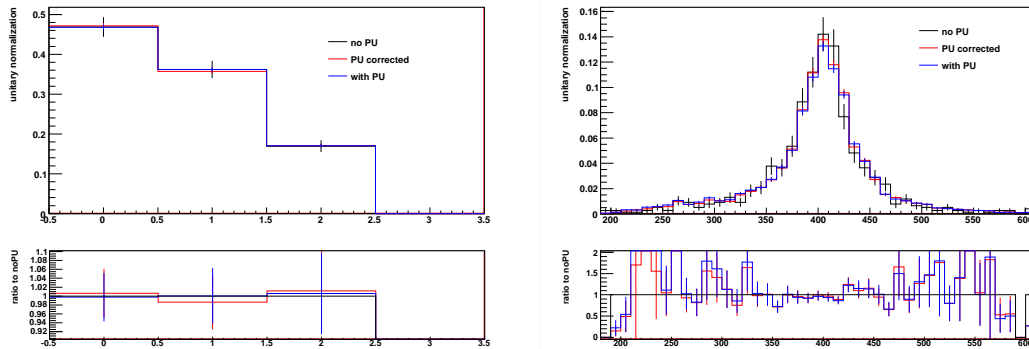 unitary normalization
0.5
0.4
0.3
0.2
0.1
0
-0.5 0 0.5 1 1.5 2 2.5 3 3.5
no PU
PU corrected
with PU
ratio to noPU
1.1
1.08
1.06
1.04
1.02
1
0.98
0.96
0.94
0.92
-0.5 0 0.5 1 1.5 2 2.5 3 3.5
unitary normalization
0.16
0.14
0.12
0.1
0.08
0.06
0.04
0.02
0
200 250 300 350 400 450 500 550 600
no PU
PU corrected
with PU
ratio to noPU
2
1.5
1
0.5
0
200 250 300 350 400 450 500 550 600